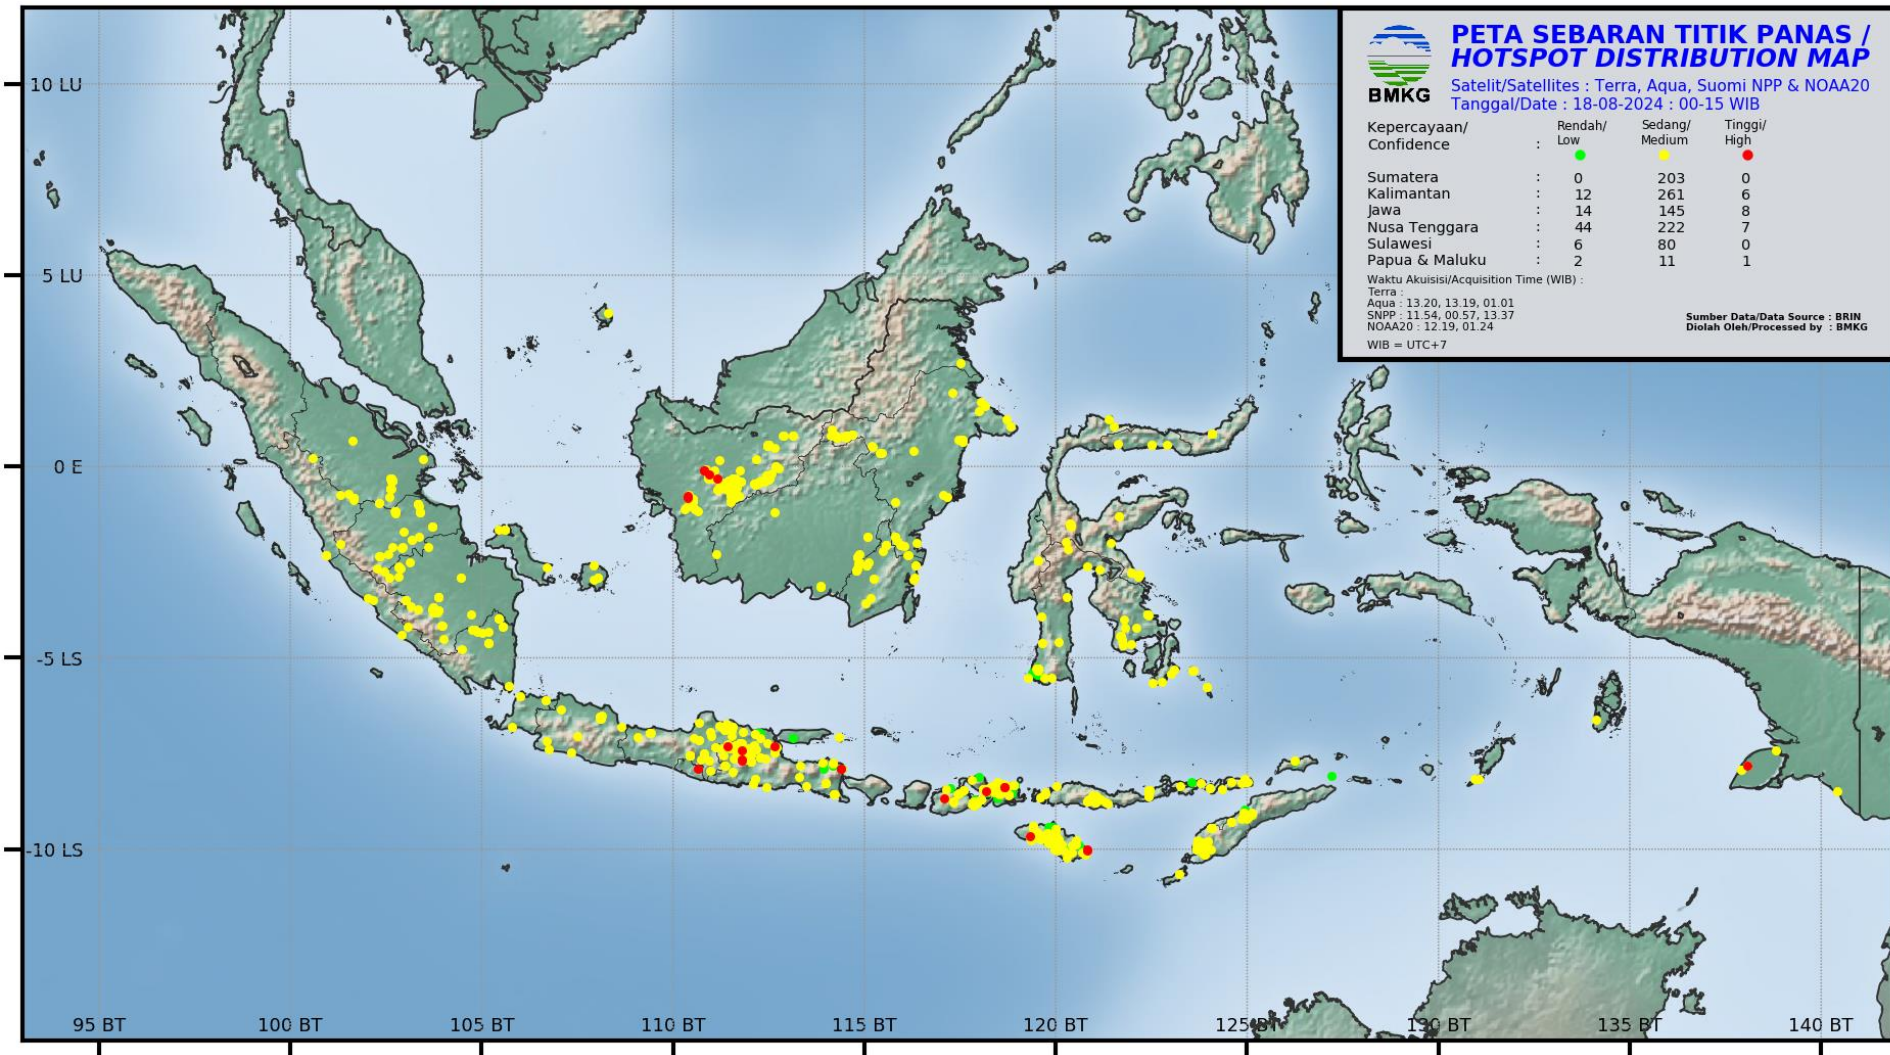 PETA SEBARAN TITIK PANAS /
HOTSPOT DISTRIBUTION MAP
BMKG
Satelit/Satellites : Terra, Aqua, Suomi NPP & NOAA20
Tanggal/Date : 18-08-2024 : 00-15 WIB
Kepercayaan/ Rendah/ Sedang/ Tinggi/
Confidence : Low Medium High
Sumatera : 0 203 0
Kalimantan : 12 261 6
Jawa : 14 145 8
Nusa Tenggara : 44 222 7
Sulawesi : 6 80 0
Papua & Maluku : 2 11 1
Waktu Akuisisi/Acquisition Time (WIB) :
Terra :
Aqua : 13.20, 13.19, 01.01
SNPP : 11.54, 00.57, 13.37
NOAA20 : 12.19, 01.24
WIB = UTC+7
Sumber Data/Data Source : BRIN
Diolah Oleh/Processed by : BMKG
10 LU
5 LU
0 E
-5 LS
-10 LS
95 BT 100 BT 105 BT 110 BT 115 BT 120 BT 125 BT 130 BT 135 BT 140 BT